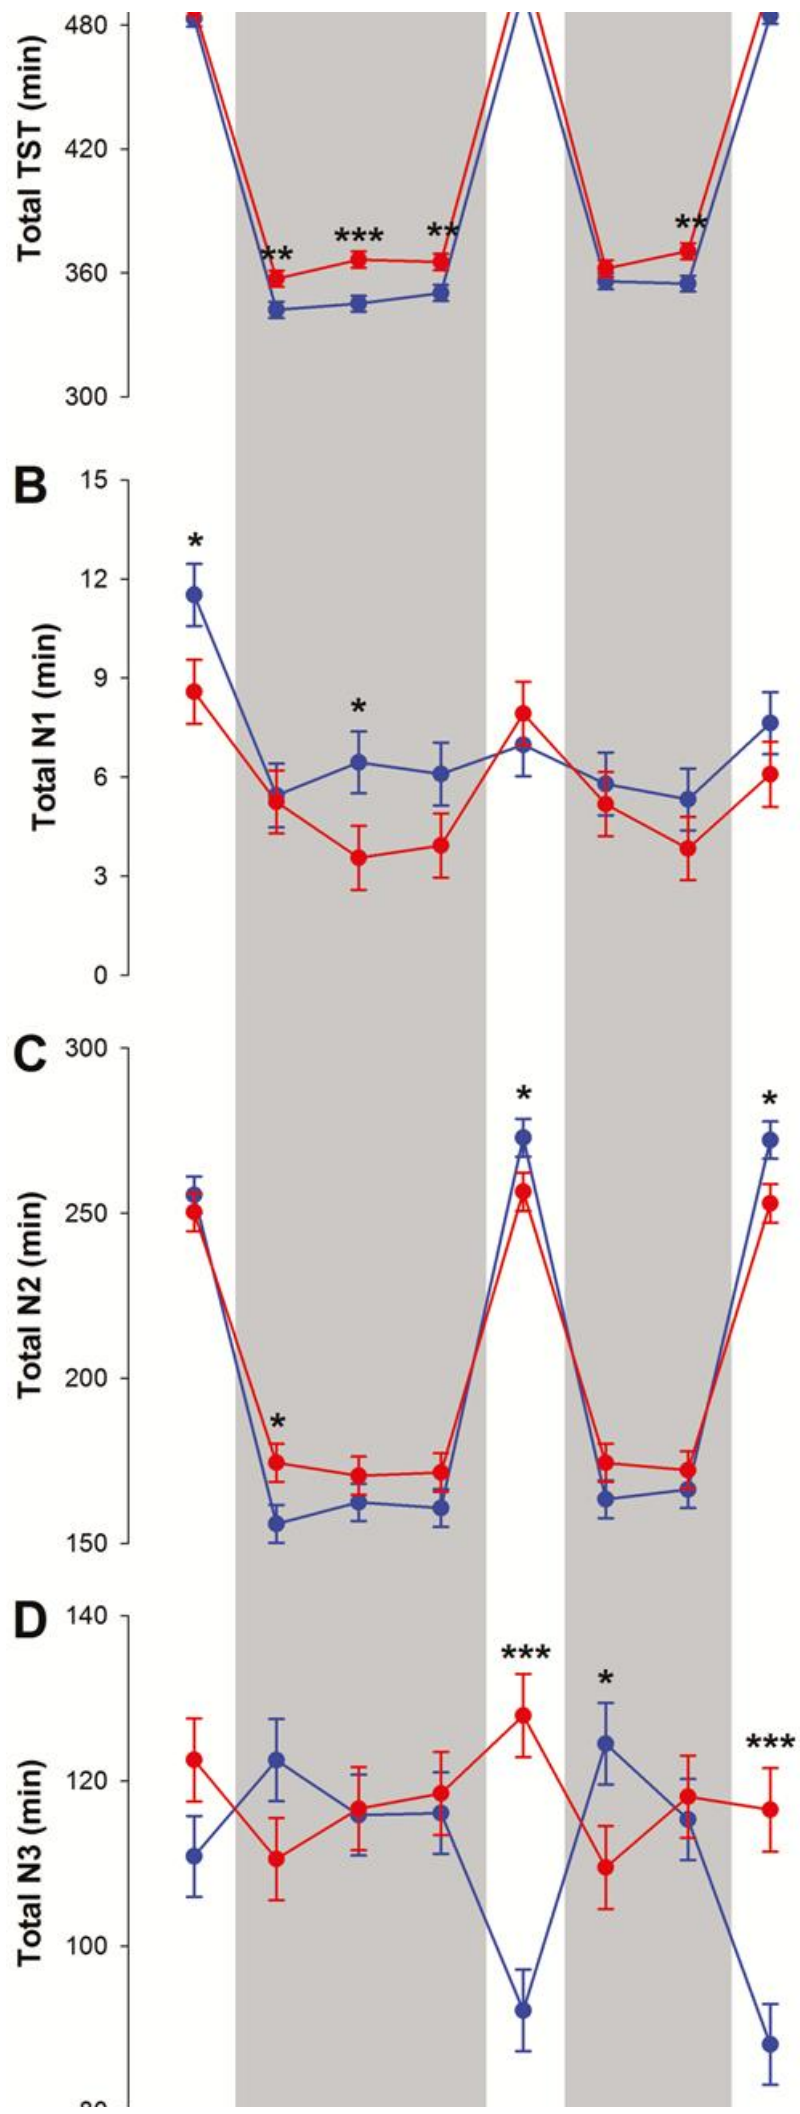 480
Total TST (min)
420
** *** ** **
360
300
B
15
*
12
Total N1 (min)
9
*
6
3
0
C
300
* *
250
Total N2 (min)
200
*
150
D
140
*** * ***
120
Total N3 (min)
100